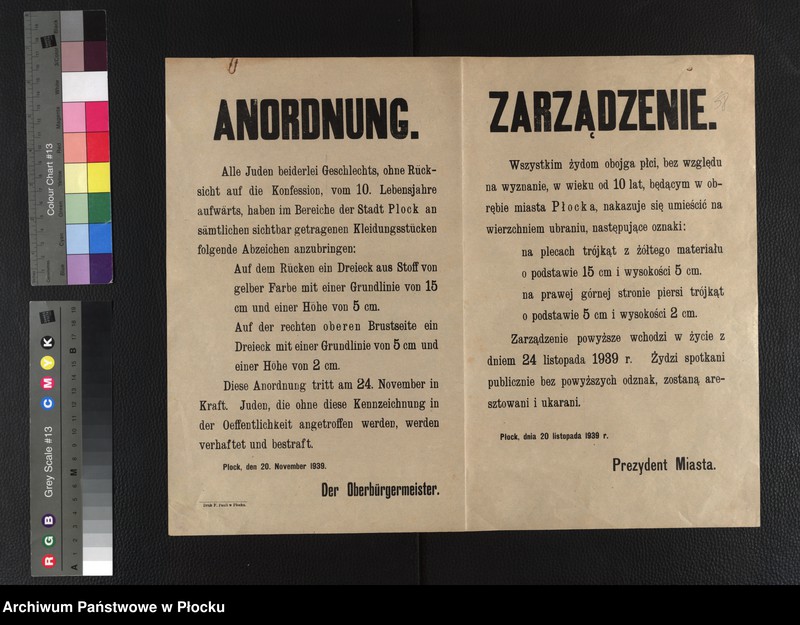 ANORDNUNG.
Alle Juden beiderlei Geschlechts, ohne Rück-
sicht auf die Konfession, vom 10. Lebensjahre
aufwärts, haben im Bereiche der Stadt Plock an
sämtlichen sichtbar getragenen Kleidungsstücken
folgende Abzeichen anzubringen:
Auf dem Rücken ein Dreieck aus Stoff von
gelber Farbe mit einer Grundlinie von 15
cm und einer Höhe von 5 cm.
Auf der rechten oberen Brustseite ein
Dreieck mit einer Grundlinie von 5 cm und
einer Höhe von 2 cm.
Diese Anordnung tritt am 24. November in
Kraft. Juden, die ohne diese Kennzeichnung in
der Oeffentlichkeit angetroffen werden, werden
verhaftet und bestraft.
Plock, den 20. November 1939.
Der Oberbürgermeister.
ZARZĄDZENIE.
Wszystkim żydom obojga płci, bez względu
na wyznanie, w wieku od 10 lat, będącym w ob-
rębie miasta Płocka, nakazuje się umieścić na
wierzchniem ubraniu, następujące oznaki:
na plecach trójkąt z żółtego materiału
o podstawie 15 cm i wysokości 5 cm.
na prawej górnej stronie piersi trójkąt
o podstawie 5 cm i wysokości 2 cm.
Zarządzenie powyższe wchodzi w życie z
dniem 24 listopada 1939 r. Żydzi spotkani
publicznie bez powyższych odznak, zostaną are-
sztowani i ukarani.
Płock, dnia 20 listopada 1939 r.
Prezydent Miasta.
Colour Chart #13
Grey Scale #13
R G B
C M Y K
Archiwum Państwowe w Płocku